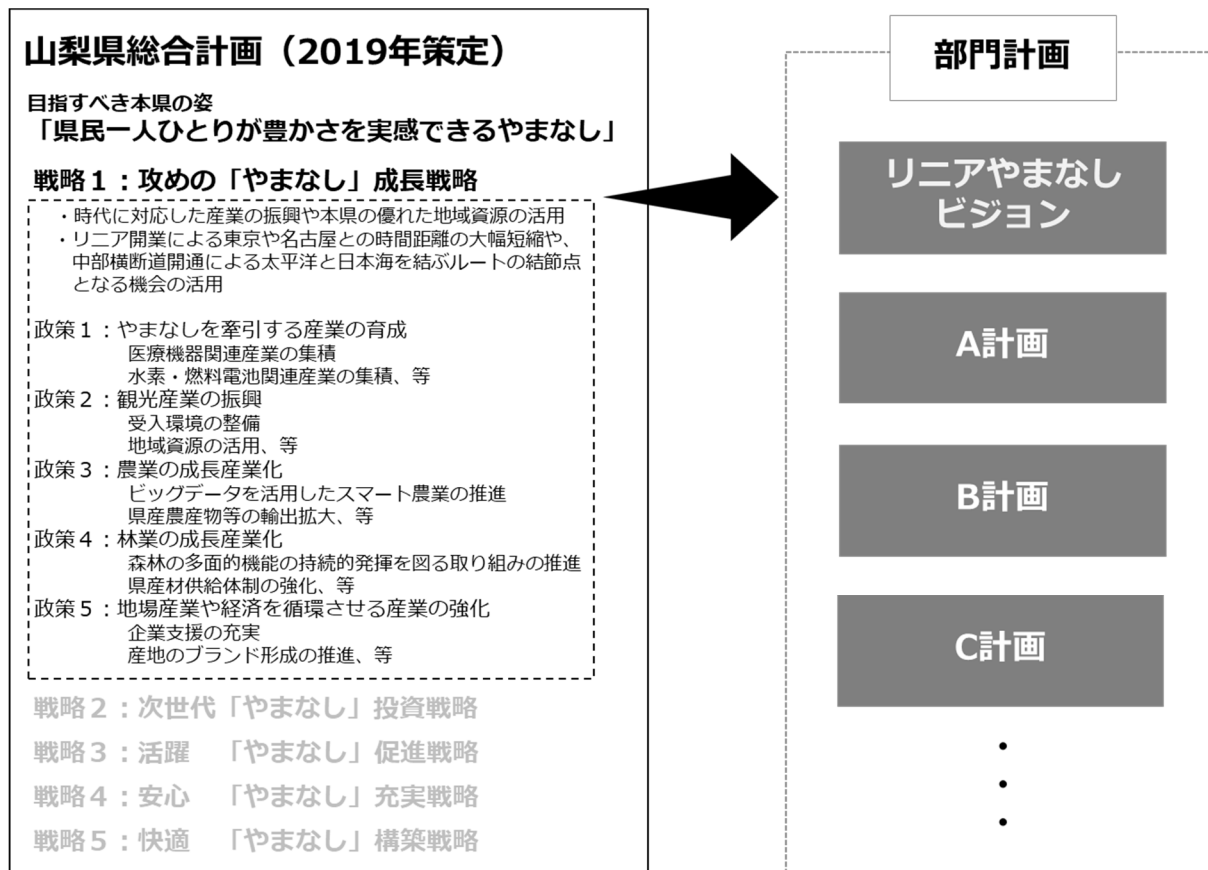 山梨県総合計画（2019年策定）
目指すべき本県の姿
「県民一人ひとりが豊かさを実感できるやまなし」
戦略１：攻めの「やまなし」成長戦略
・時代に対応した産業の振興や本県の優れた地域資源の活用
・リニア開業による東京や名古屋との時間距離の大幅短縮や、
中部横断道開通による太平洋と日本海を結ぶルートの結節点
となる機会の活用
政策１：やまなしを牽引する産業の育成
医療機器関連産業の集積
水素・燃料電池関連産業の集積、等
政策２：観光産業の振興
受入環境の整備
地域資源の活用、等
政策３：農業の成長産業化
ビッグデータを活用したスマート農業の推進
県産農産物等の輸出拡大、等
政策４：林業の成長産業化
森林の多面的機能の持続的発揮を図る取り組みの推進
県産材供給体制の強化、等
政策５：地場産業や経済を循環させる産業の強化
企業支援の充実
産地のブランド形成の推進、等
戦略２：次世代「やまなし」投資戦略
戦略３：活躍　「やまなし」促進戦略
戦略４：安心　「やまなし」充実戦略
戦略５：快適　「やまなし」構築戦略
部門計画
リニアやまなし
ビジョン
A計画
B計画
C計画
・
・
・